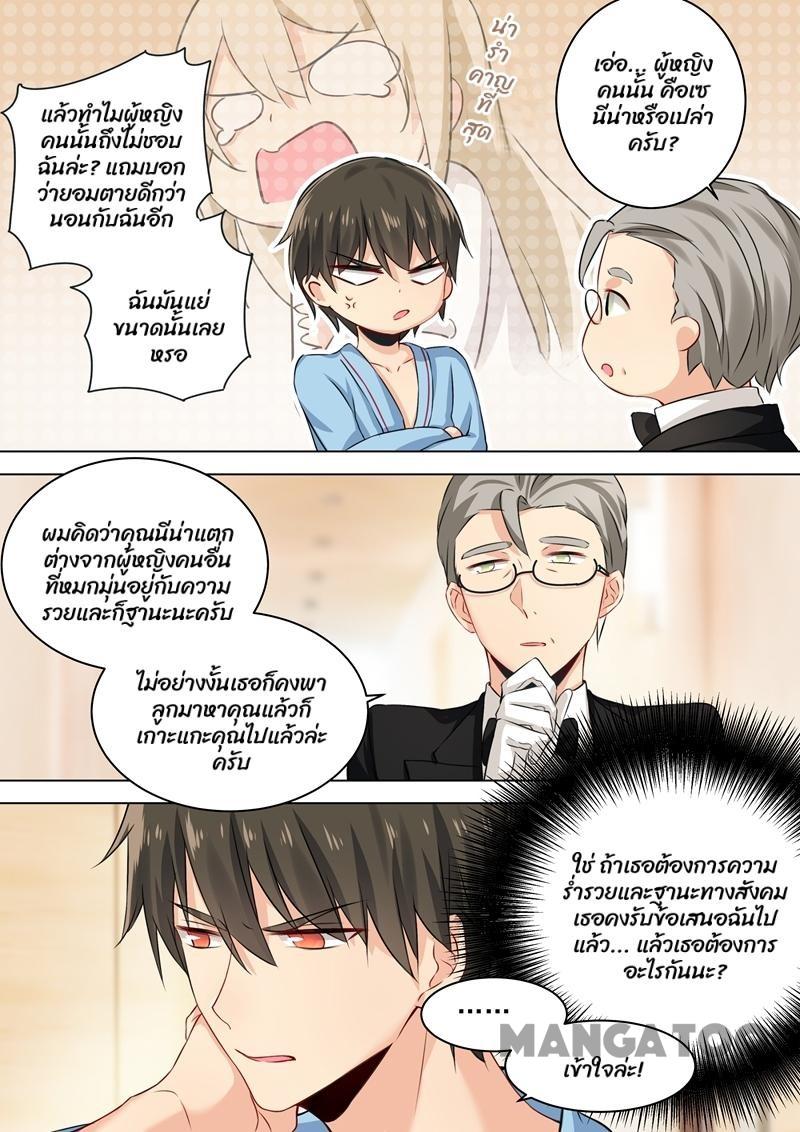 เอ่อ... ผู้หญิง
คนนั้น คือเซ
นีน่าหรือเปล่า
ครับ?
น่า
รำ
คาญ
ที่
สุด
แล้วทำไมผู้หญิง
คนนั้นถึงไม่ชอบ
ฉันล่ะ? แถมบอก
ว่ายอมตายดีกว่า
นอนกับฉันอีก
ฉันมันแย่
ขนาดนั้นเลย
หรอ
ผมคิดว่าคุณนีน่าแตก
ต่างจากผู้หญิงคนอื่น
ที่หมกมุ่นอยู่กับความ
รวยและก็ฐานะนะครับ
ไม่อย่างงั้นเธอก็คงพา
ลูกมาหาคุณแล้วก็
เกาะแกะคุณไปแล้วล่ะ
ครับ
ใช่ ถ้าเธอต้องการความ
ร่ำรวยและฐานะทางสังคม
เธอคงรับข้อเสนอฉันไป
แล้ว... แล้วเธอต้องการ
อะไรกันนะ?
......
เข้าใจล่ะ!
MANGATOO